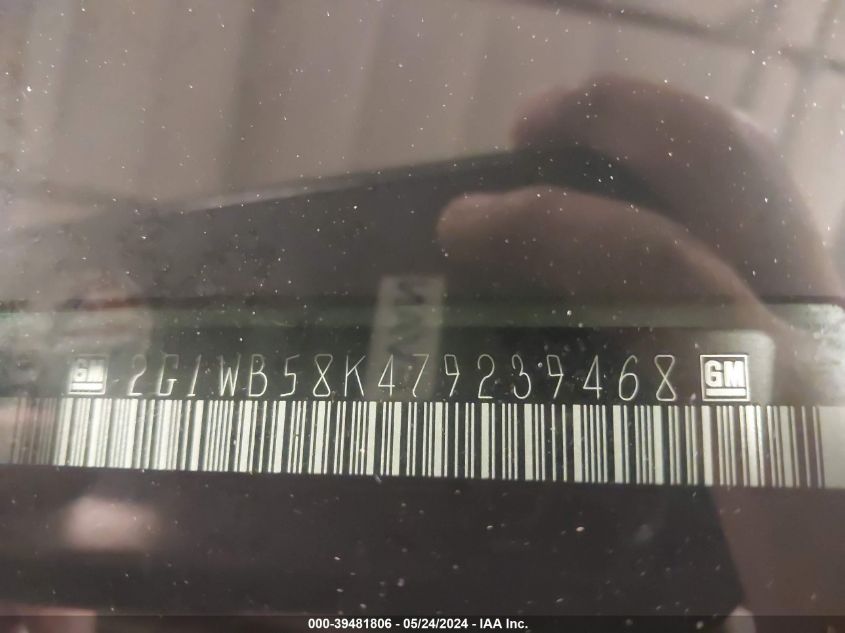 GM 2G1WB58K479239468 GM
000-39481806 - 05/24/2024 - IAA Inc.